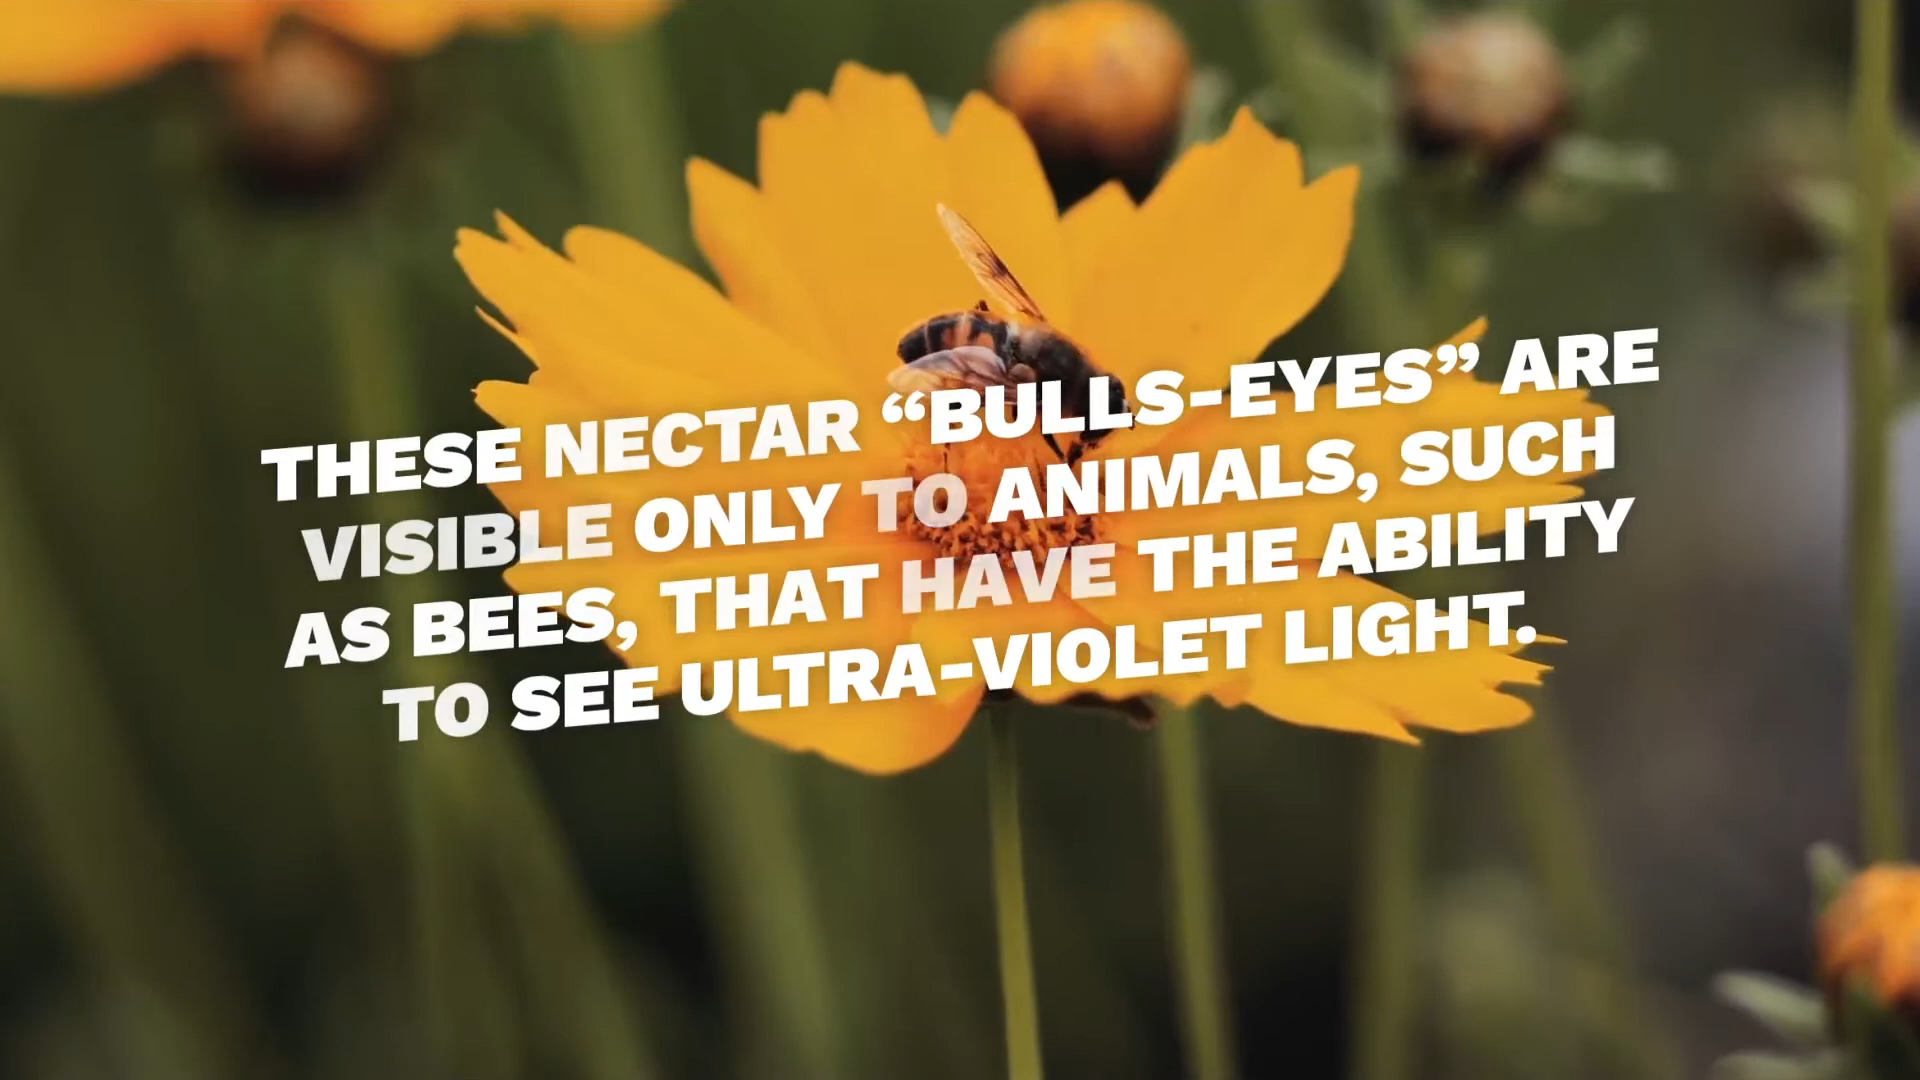 THESE NECTAR “BULLS-EYES” ARE
VISIBLE ONLY TO ANIMALS, SUCH
AS BEES, THAT HAVE THE ABILITY
TO SEE ULTRA-VIOLET LIGHT.